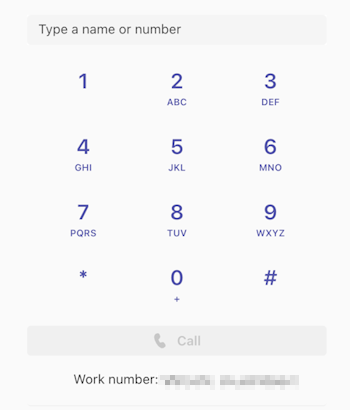 Type a name or number
1 2 3
ABC DEF
4 5 6
GHI JKL MNO
7 8 9
PQRS TUV WXYZ
* 0 #
+
Call
Work number: